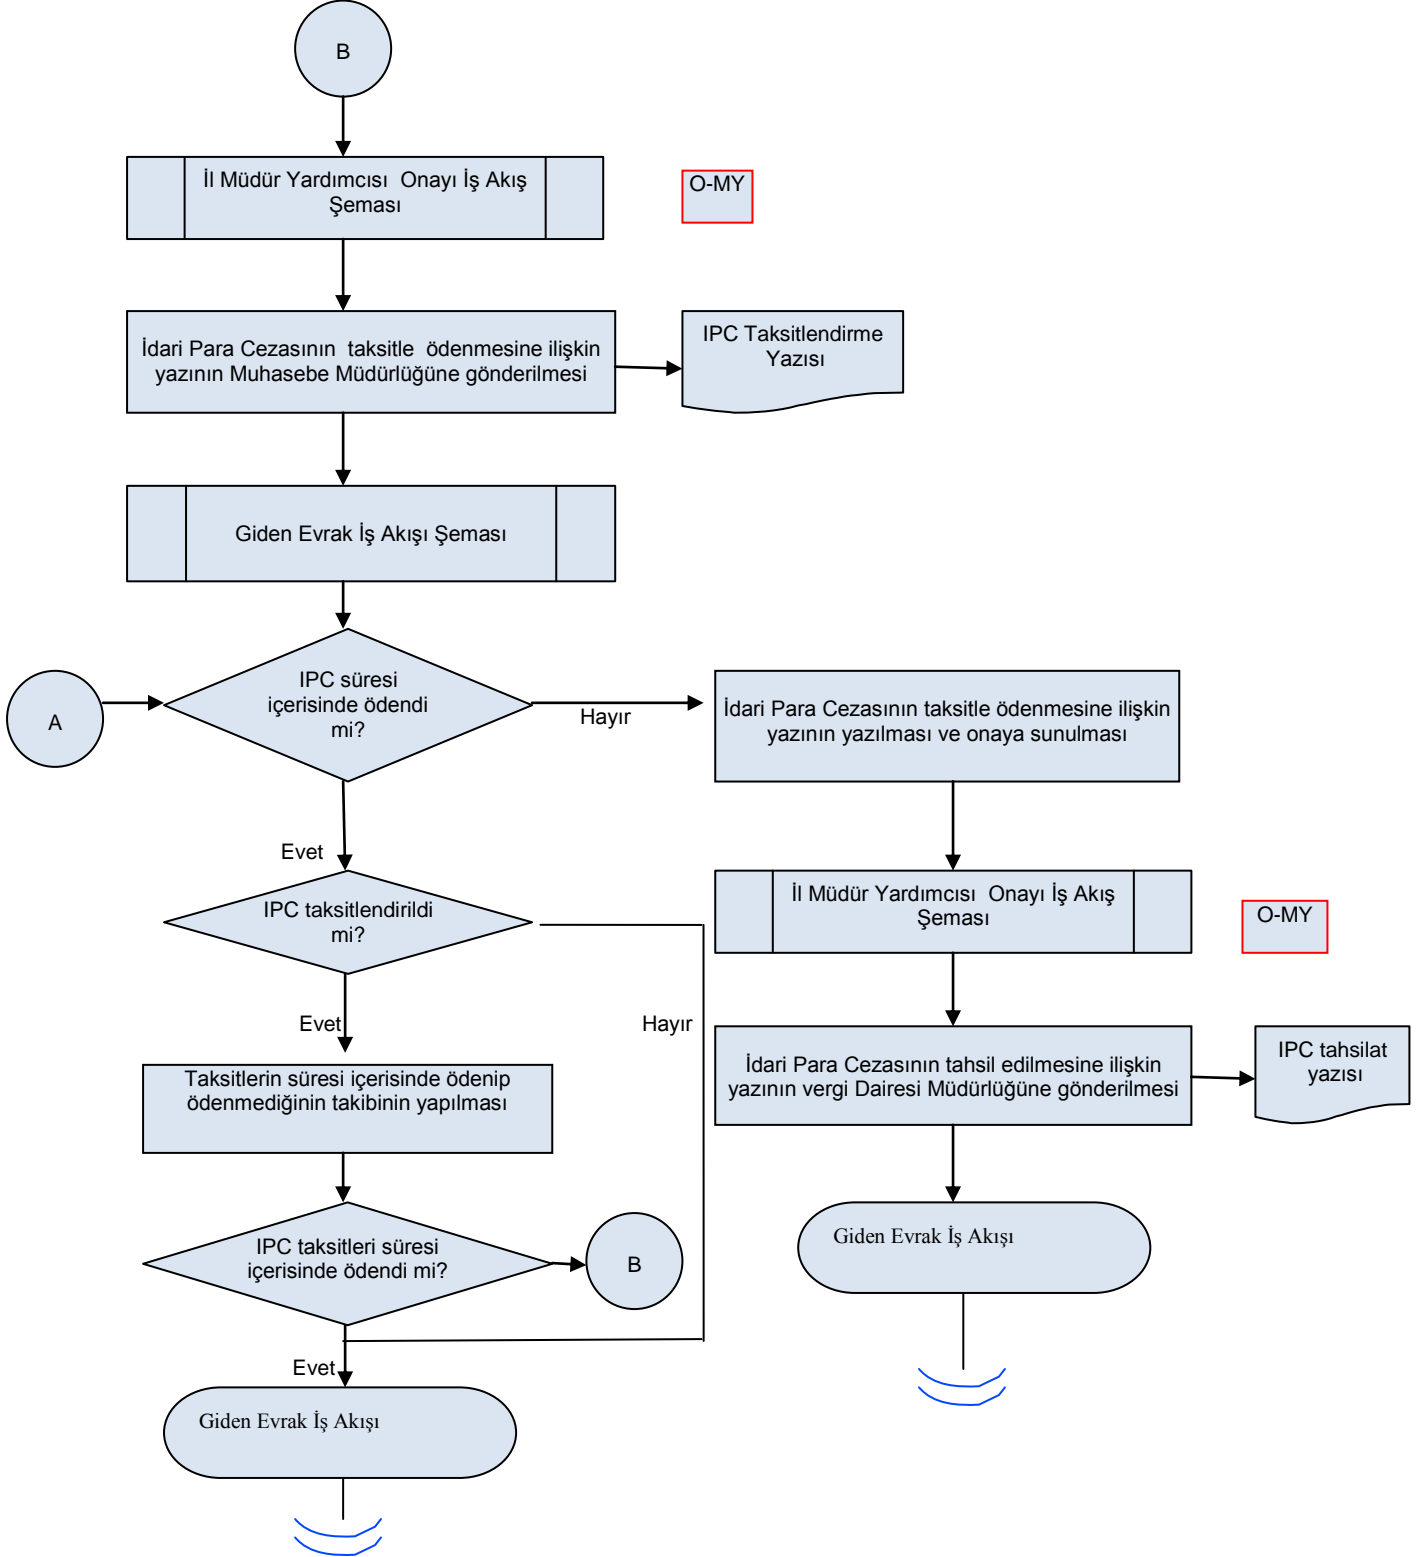 B
İl Müdür Yardımcısı  Onayı İş Akış
Şeması
O-MY
İdari Para Cezasının  taksitle  ödenmesine ilişkin
yazının Muhasebe Müdürlüğüne gönderilmesi
IPC Taksitlendirme
Yazısı
Giden Evrak İş Akışı Şeması
A
IPC süresi
içerisinde ödendi
mi?
Hayır
İdari Para Cezasının taksitle ödenmesine ilişkin
yazının yazılması ve onaya sunulması
Evet
IPC taksitlendirildi
mi?
İl Müdür Yardımcısı  Onayı İş Akış
Şeması
O-MY
Evet
Hayır
İdari Para Cezasının tahsil edilmesine ilişkin
yazının vergi Dairesi Müdürlüğüne gönderilmesi
IPC tahsilat
yazısı
Taksitlerin süresi içerisinde ödenip
ödenmediğinin takibinin yapılması
IPC taksitleri süresi
içerisinde ödendi mi?
B
Giden Evrak İş Akışı
Evet
Giden Evrak İş Akışı